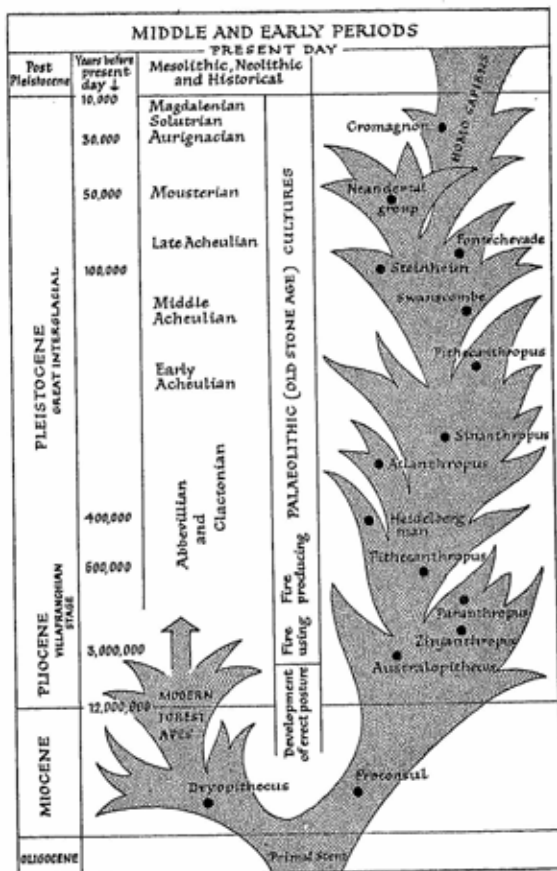 MIDDLE AND EARLY PERIODS
PRESENT DAY
Post
Pleistocene
Years before
present
day ↓
Mesolithic, Neolithic
and Historical
10,000
30,000
50,000
100,000
400,000
3,000,000
12,000,000
PLEISTOCENE
GREAT INTERGLACIAL
PLIOCENE
VILLAFRANCHIAN
STAGE
MIOCENE
OLIGOCENE
Magdalenian
Solutrian
Aurignacian
Mousterian
Late Acheulian
Middle
Acheulian
Early
Acheulian
Abbevillian
and
Clactonian
PALAEOLITHIC (OLD STONE AGE) CULTURES
Fire
producing
Fire
using
Development
of erect posture
HOMO SAPIENS
Cromagnon
Neandertal
group
Fontechevade
Steinheim
Swanscombe
Pithecanthropus
Sinanthropus
Atlanthropus
Heidelberg
man
Pithecanthropus
Paranthropus
Australopithecus
MODERN
FOREST
APES
Dryopithecus
Proconsul
Primal Stem